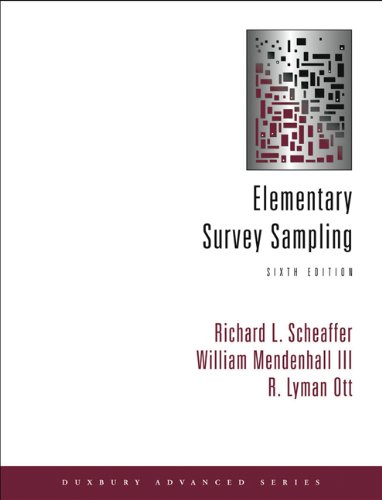 Elementary
Survey Sampling
SIXTH EDITION
Richard L. Scheaffer
William Mendenhall III
R. Lyman Ott
DUXBURY ADVANCED SERIES